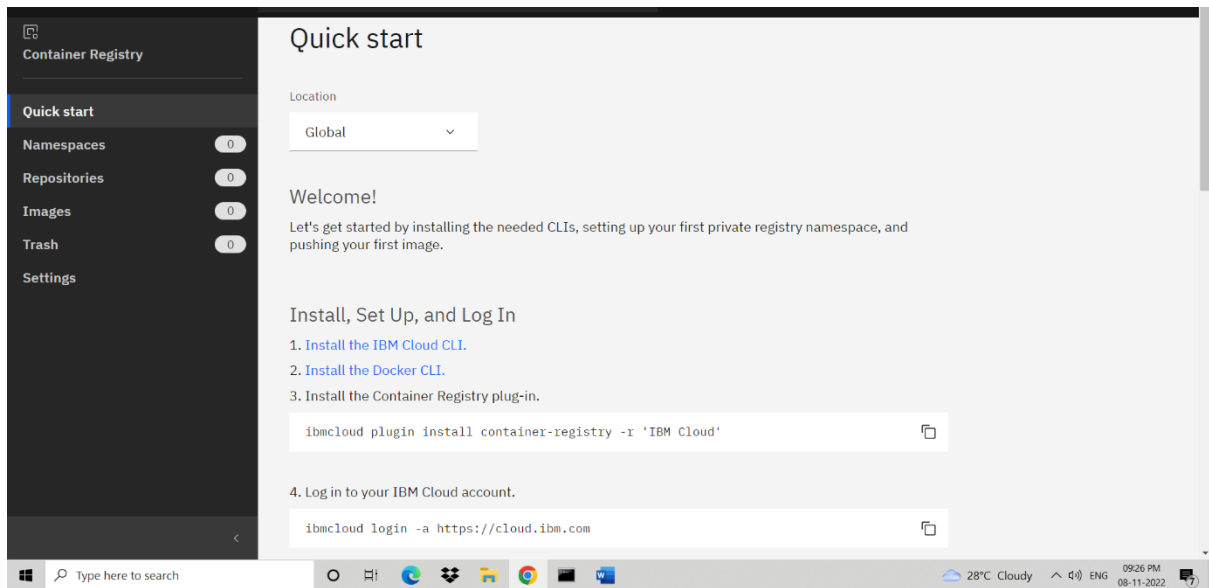 Container Registry
Quick start
Namespaces 0
Repositories 0
Images 0
Trash 0
Settings
Quick start
Location
Global
Welcome!
Let's get started by installing the needed CLIs, setting up your first private registry namespace, and
pushing your first image.
Install, Set Up, and Log In
1. Install the IBM Cloud CLI.
2. Install the Docker CLI.
3. Install the Container Registry plug-in.
ibmcloud plugin install container-registry -r 'IBM Cloud'
4. Log in to your IBM Cloud account.
ibmcloud login -a https://cloud.ibm.com
Type here to search
28°C Cloudy
ENG
09:26 PM
08-11-2022
7